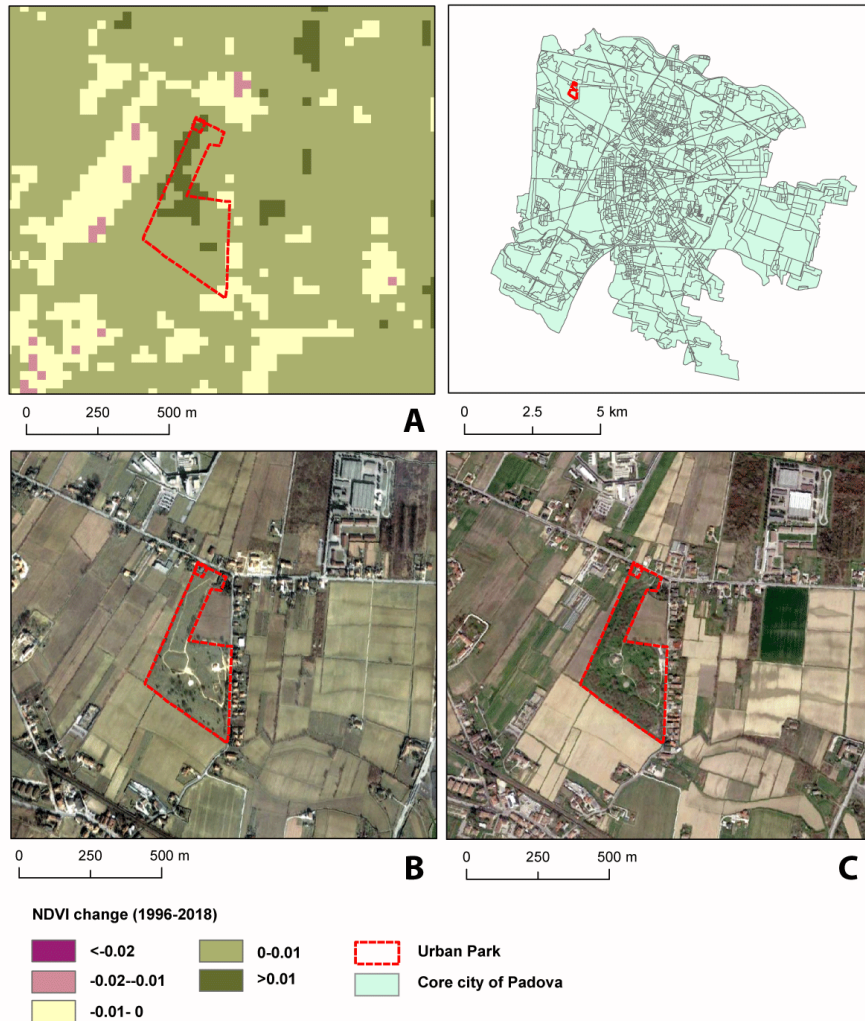 0 250 500 m
A
0 2.5 5 km
0 250 500 m
B
0 250 500 m
C
NDVI change (1996-2018)
<-0.02
0-0.01
Urban Park
-0.02--0.01
>0.01
Core city of Padova
-0.01- 0